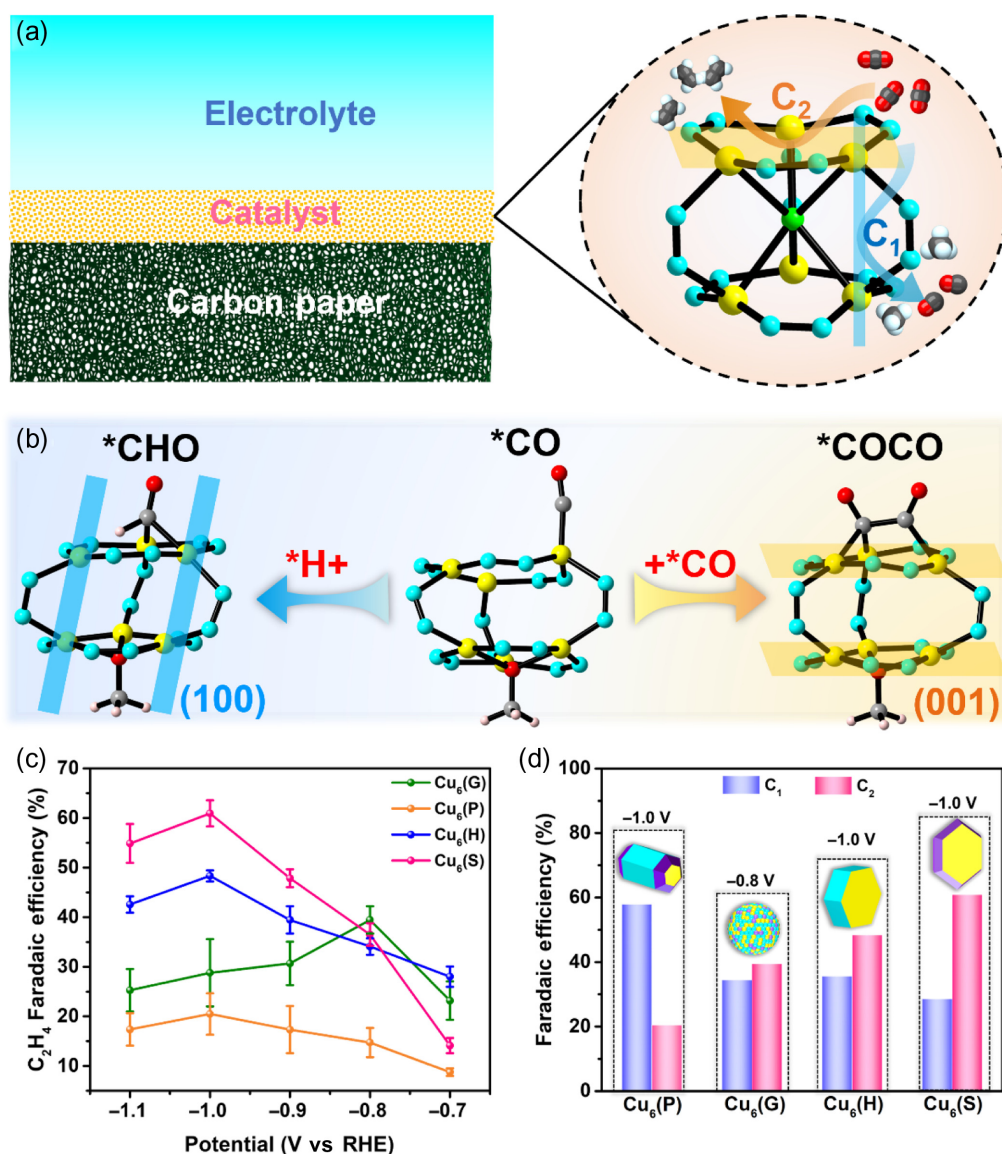 (a)
Electrolyte
Catalyst
Carbon paper
C₂
C₁
(b)
*CHO
*CO
*COCO
*H+
+*CO
(100)
(001)
(c)
C₂H₄ Faradaic efficiency (%)
70
60
50
40
30
20
10
Cu₆(G)
Cu₆(P)
Cu₆(H)
Cu₆(S)
–1.1 –1.0 –0.9 –0.8 –0.7
Potential (V vs RHE)
(d)
Faradaic efficiency (%)
100
80
60
40
20
0
C₁ C₂
–1.0 V
–0.8 V
–1.0 V
–1.0 V
Cu₆(P) Cu₆(G) Cu₆(H) Cu₆(S)